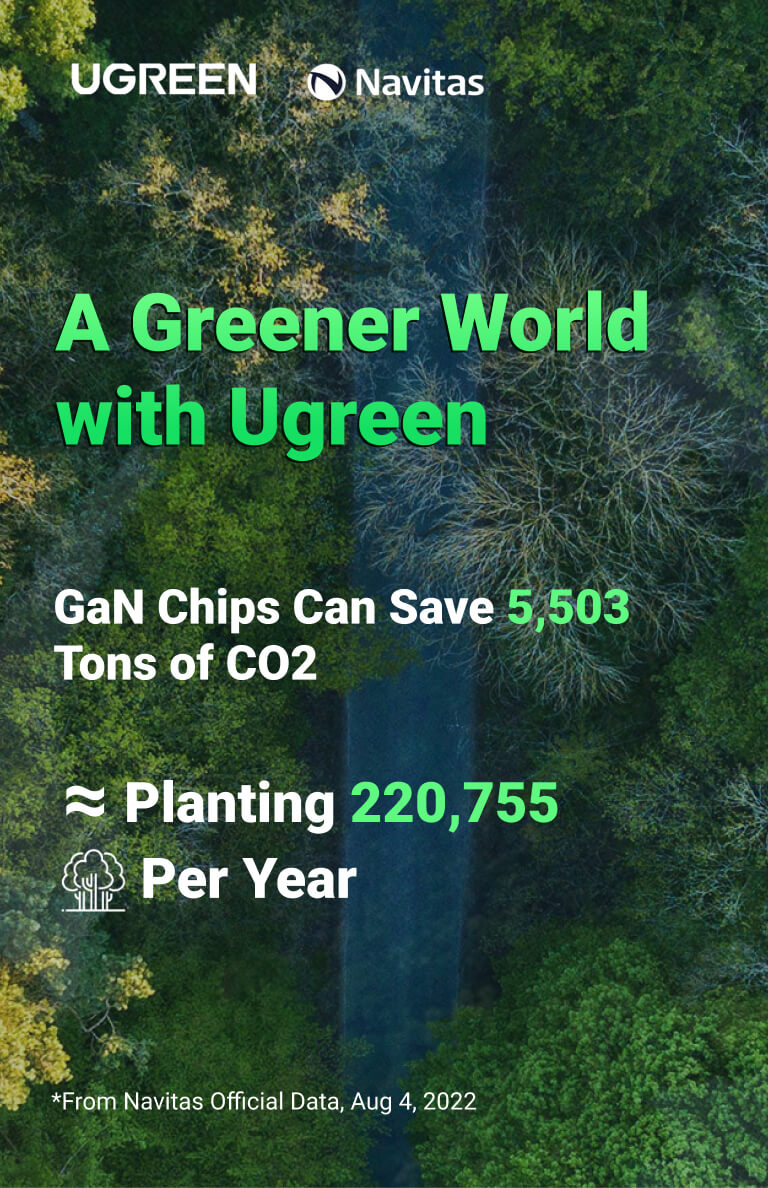 UGREEN Navitas
A Greener World
with Ugreen
GaN Chips Can Save 5,503
Tons of CO2
≈ Planting 220,755
Per Year
*From Navitas Official Data, Aug 4, 2022